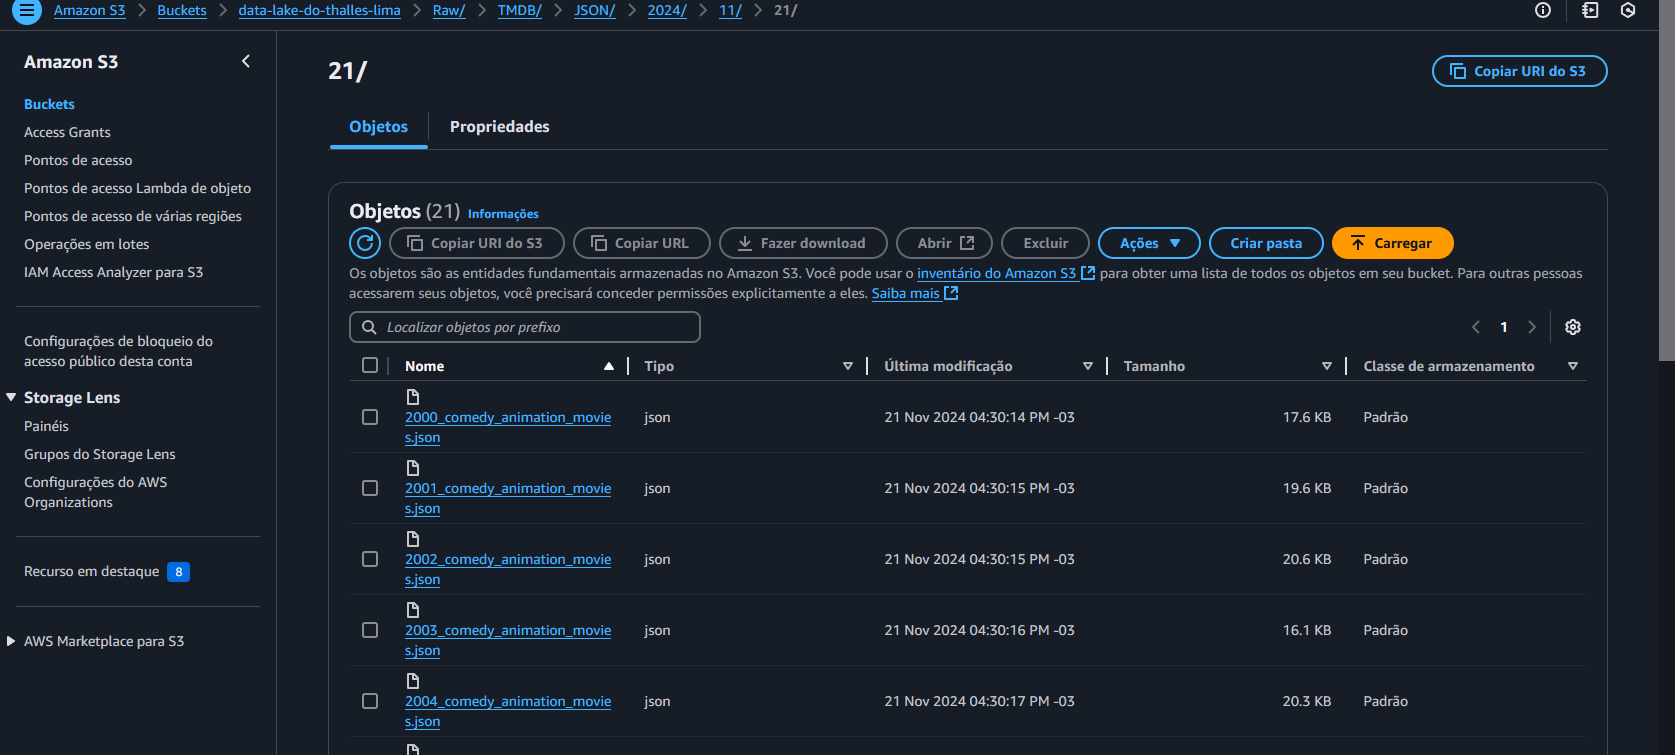 Amazon S3 > Buckets > data-lake-do-thalles-lima > Raw/ > TMDB/ > JSON/ > 2024/ > 11/ > 21/
Amazon S3
Buckets
Access Grants
Pontos de acesso
Pontos de acesso Lambda de objeto
Pontos de acesso de várias regiões
Operações em lotes
IAM Access Analyzer para S3
Configurações de bloqueio do
acesso público desta conta
Storage Lens
Painéis
Grupos do Storage Lens
Configurações do AWS
Organizations
Recurso em destaque 8
AWS Marketplace para S3
21/
Copiar URI do S3
Objetos Propriedades
Objetos (21) Informações
Copiar URI do S3 Copiar URL Fazer download Abrir Excluir Ações Criar pasta Carregar
Os objetos são as entidades fundamentais armazenadas no Amazon S3. Você pode usar o inventário do Amazon S3 para obter uma lista de todos os objetos em seu bucket. Para outras pessoas
acessarem seus objetos, você precisará conceder permissões explicitamente a eles. Saiba mais
Localizar objetos por prefixo
1
Nome Tipo Última modificação Tamanho Classe de armazenamento
2000_comedy_animation_movie
s.json
json 21 Nov 2024 04:30:14 PM -03 17.6 KB Padrão
2001_comedy_animation_movie
s.json
json 21 Nov 2024 04:30:15 PM -03 19.6 KB Padrão
2002_comedy_animation_movie
s.json
json 21 Nov 2024 04:30:15 PM -03 20.6 KB Padrão
2003_comedy_animation_movie
s.json
json 21 Nov 2024 04:30:16 PM -03 16.1 KB Padrão
2004_comedy_animation_movie
s.json
json 21 Nov 2024 04:30:17 PM -03 20.3 KB Padrão